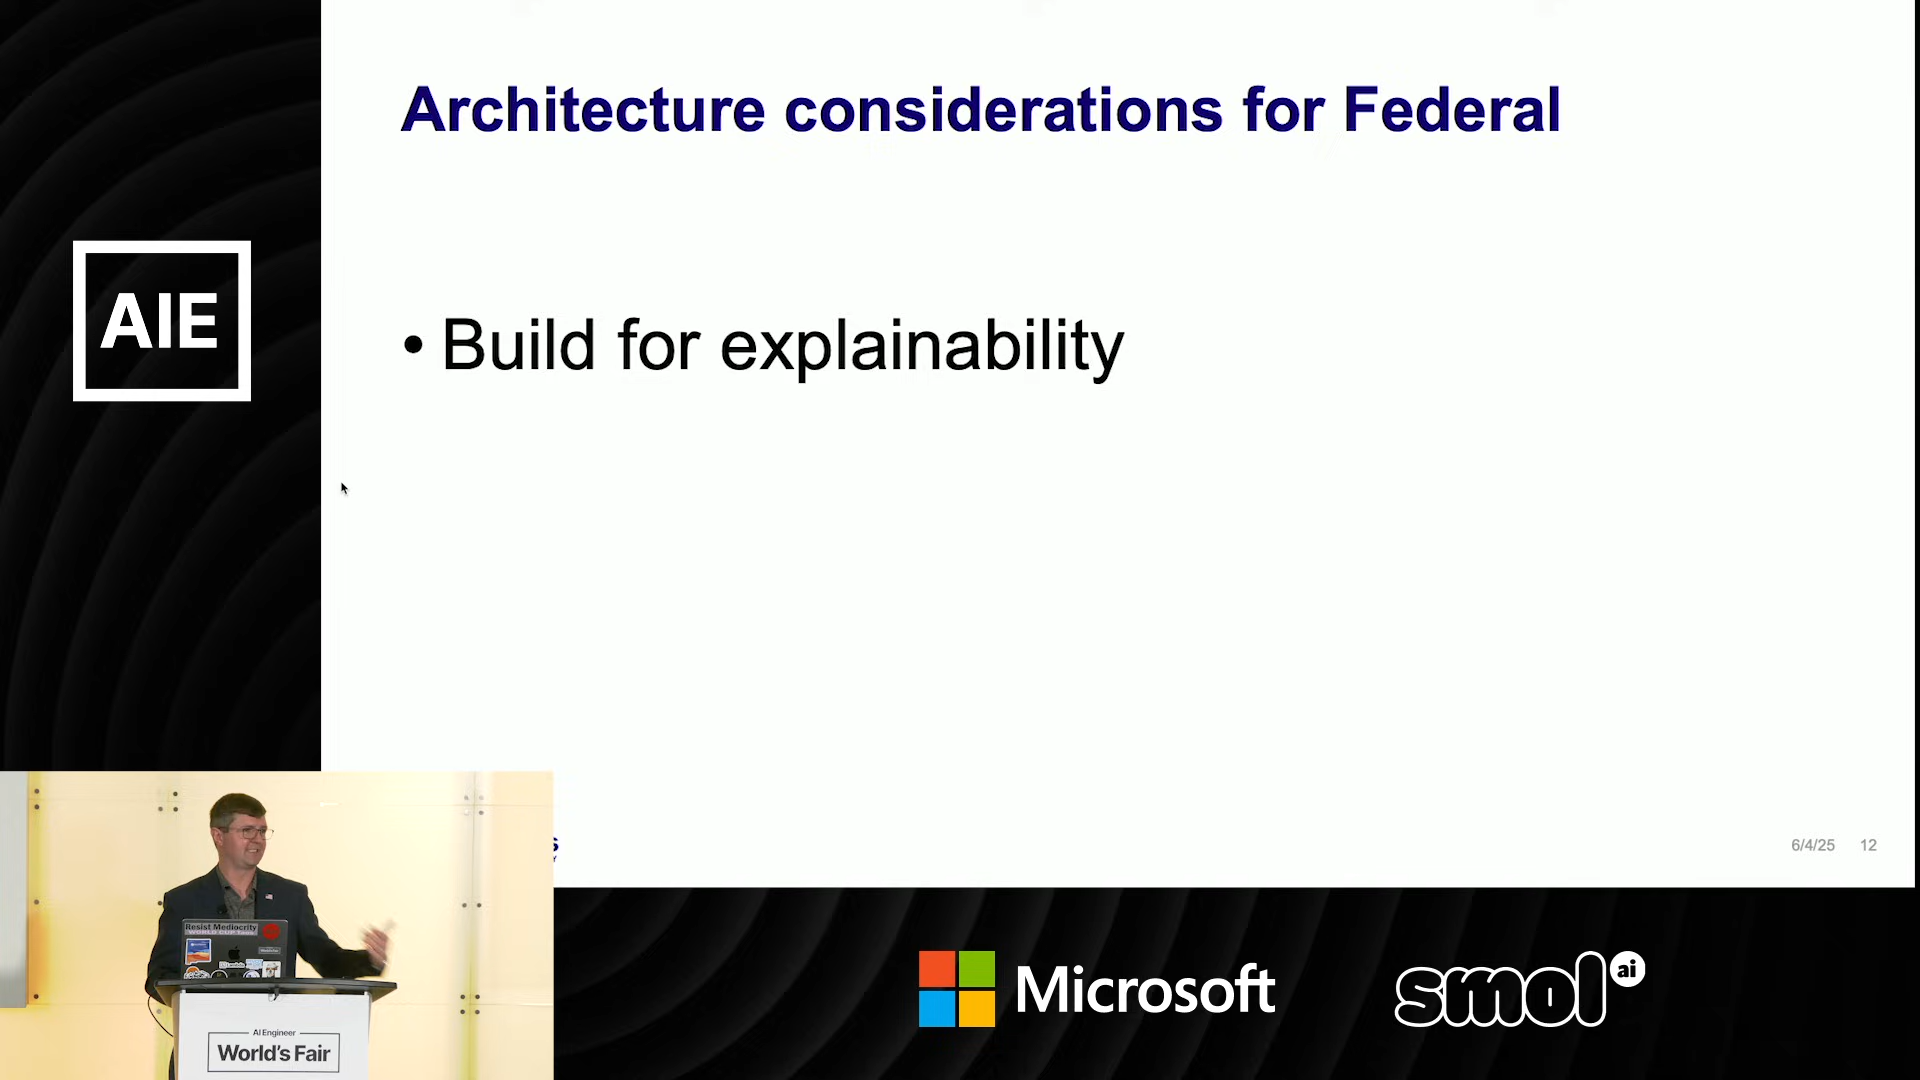 Architecture considerations for Federal
AIE
• Build for explainability
6/4/25 12
Resist Mediocrity
AI Engineer
World's Fair
Microsoft
smol ai